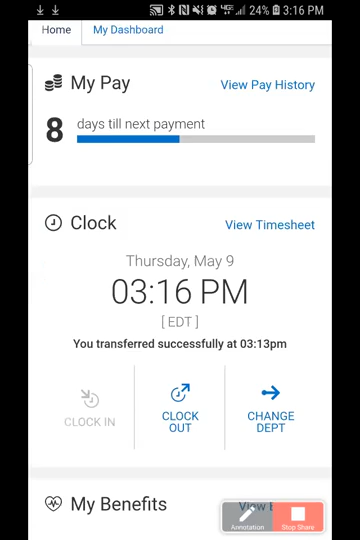 24% 3:16 PM
Home My Dashboard
My Pay View Pay History
8 days till next payment
Clock View Timesheet
Thursday, May 9
03:16 PM
[ EDT ]
You transferred successfully at 03:13pm
CLOCK IN
CLOCK OUT
CHANGE DEPT
My Benefits View
Annotation Stop Share